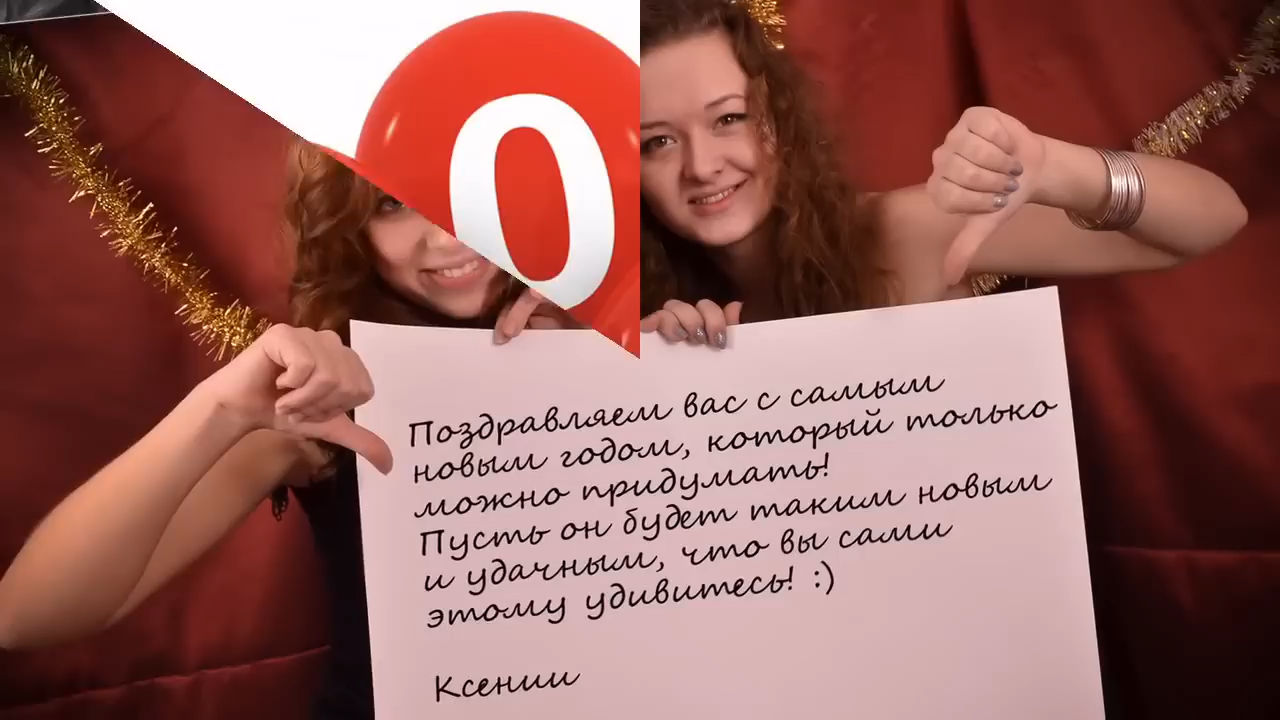 0
Поздравляем вас с самым
новым годом, который только
можно придумать!
Пусть он будет таким новым
и удачным, что вы сами
этому удивитесь! :)
Ксении